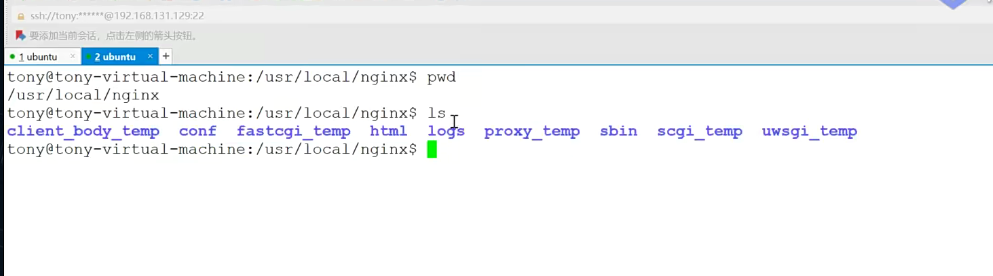 ssh://tony:******@192.168.131.129:22
要添加当前会话，点击左侧的箭头按钮。
1 ubuntu × 2 ubuntu × +
tony@tony-virtual-machine:/usr/local/nginx$ pwd
/usr/local/nginx
tony@tony-virtual-machine:/usr/local/nginx$ ls
client_body_temp conf fastcgi_temp html logs proxy_temp sbin scgi_temp uwsgi_temp
tony@tony-virtual-machine:/usr/local/nginx$